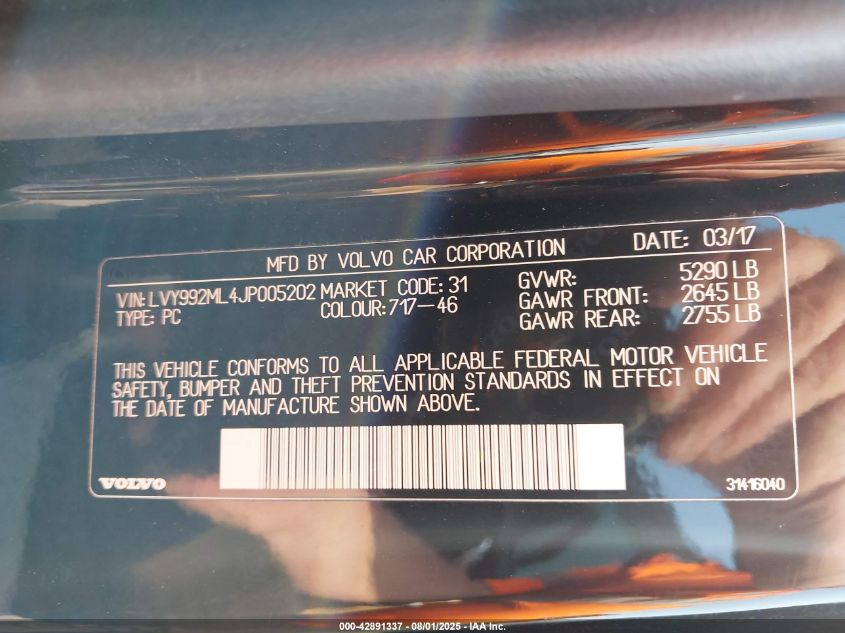 MFD BY VOLVO CAR CORPORATION DATE: 03/17
VIN: LVY992ML4JP005202 MARKET CODE: 31 GVWR: 5290 LB
TYPE: PC COLOUR: 717-46 GAWR FRONT: 2645 LB
GAWR REAR: 2755 LB
THIS VEHICLE CONFORMS TO ALL APPLICABLE FEDERAL MOTOR VEHICLE
SAFETY, BUMPER AND THEFT PREVENTION STANDARDS IN EFFECT ON
THE DATE OF MANUFACTURE SHOWN ABOVE.
VOLVO 31416040
000-42891337 - 08/01/2025 - IAA Inc.